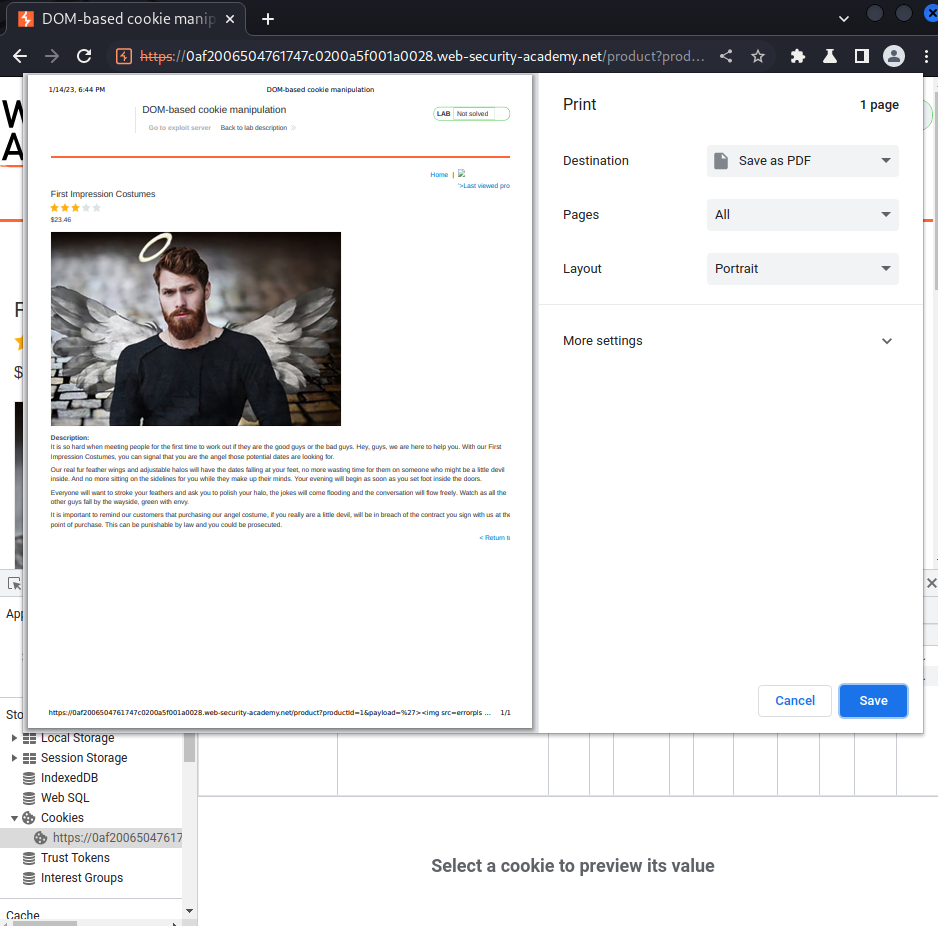 DOM-based cookie manip
https://0af2006504761747c0200a5f001a0028.web-security-academy.net/product?prod...
W
A
F
$
1/14/23, 6:44 PM
DOM-based cookie manipulation
DOM-based cookie manipulation
LAB Not solved
Go to exploit server Back to lab description
Home |
'>Last viewed pro
First Impression Costumes
$23.46
Description:
It is so hard when meeting people for the first time to work out if they are the good guys or the bad guys. Hey, guys, we are here to help you. With our First
Impression Costumes, you can signal that you are the angel those potential dates are looking for.
Our real fur feather wings and adjustable halos will have the dates falling at your feet, no more wasting time for them on someone who might be a little devil
inside. And no more sitting on the sidelines for you while they make up their minds. Your evening will begin as soon as you set foot inside the doors.
Everyone will want to stroke your feathers and ask you to polish your halo, the jokes will come flooding and the conversation will flow freely. Watch as all the
other guys fall by the wayside, green with envy.
It is important to remind our customers that purchasing our angel costume, if you really are a little devil, will be in breach of the contract you sign with us at the
point of purchase. This can be punishable by law and you could be prosecuted.
< Return t
https://0af2006504761747c0200a5f001a0028.web-security-academy.net/product?productId=1&payload=%27><img src=errorpls ...
1/1
Print
1 page
Destination
Save as PDF
Pages
All
Layout
Portrait
More settings
Cancel
Save
App
Sto
Local Storage
Session Storage
IndexedDB
Web SQL
Cookies
https://0af20065047617
Trust Tokens
Interest Groups
Cache
Select a cookie to preview its value